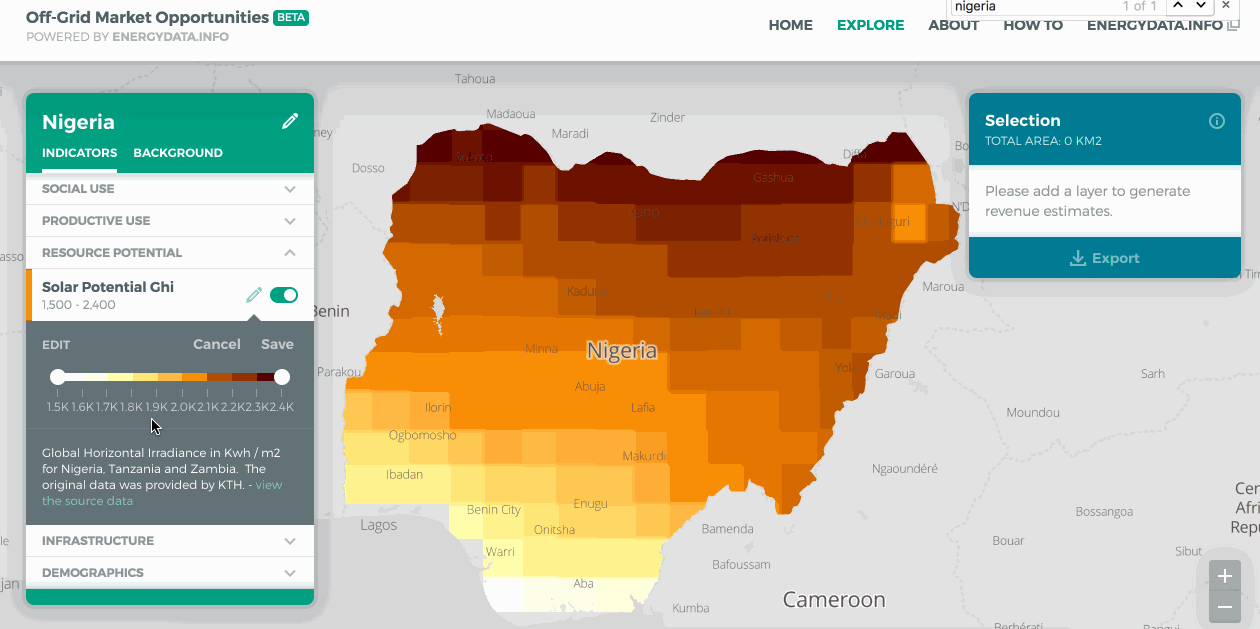 Off-Grid Market Opportunities BETA
POWERED BY ENERGYDATA.INFO
nigeria 1 of 1
HOME EXPLORE ABOUT HOW TO ENERGYDATA.INFO
Nigeria
INDICATORS BACKGROUND
SOCIAL USE
PRODUCTIVE USE
RESOURCE POTENTIAL
Solar Potential Ghi
1,500 - 2,400
EDIT Cancel Save
1.5K 1.6K 1.7K 1.8K 1.9K 2.0K 2.1K 2.2K 2.3K 2.4K
Global Horizontal Irradiance in Kwh / m2
for Nigeria, Tanzania and Zambia. The
original data was provided by KTH. - view
the source data
INFRASTRUCTURE
DEMOGRAPHICS
Tahoua
Madaoua
Zinder
Maradi
Dosso
Gashua
Kaduna
Benin
Minna
Nigeria
Parakou
Abuja
Ilorin
Lafia
Ogbomosho
Makurdi
Ibadan
Enugu
Benin City
Lagos
Onitsha
Warri
Aba
Maroua
Garoua
Sarh
Moundou
Ngaoundéré
Bossangoa
Bamenda
Bouar
Sibut
Bafoussam
Kumba
Cameroon
Selection
TOTAL AREA: 0 KM2
Please add a layer to generate
revenue estimates.
Export